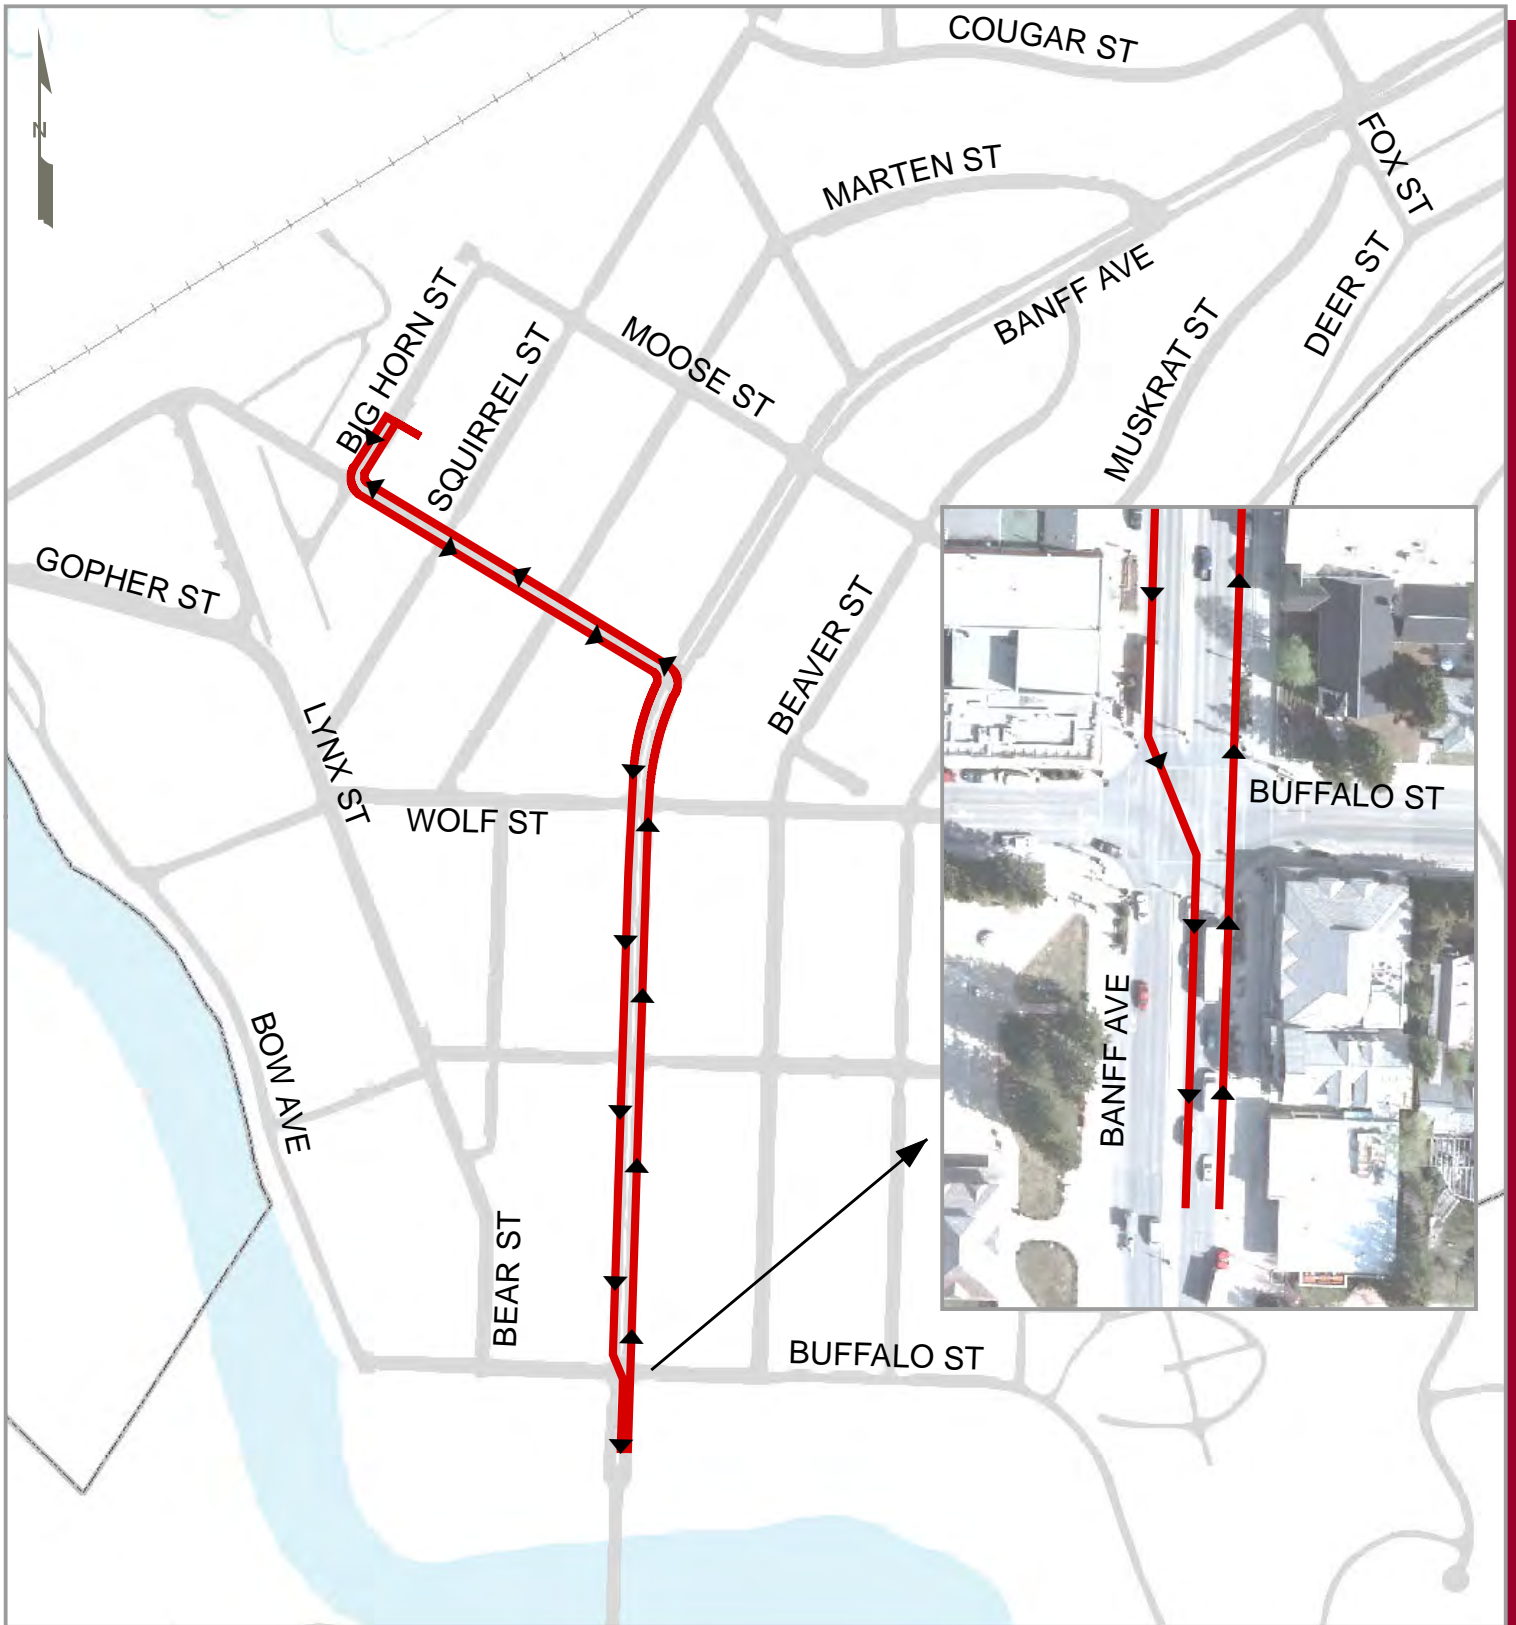 COUGAR ST
N
FOX ST
MARTEN ST
BANFF AVE
DEER ST
BIG HORN ST
MOOSE ST
SQUIRREL ST
MUSKRAT ST
GOPHER ST
BEAVER ST
LYNX ST
WOLF ST
BUFFALO ST
BANFF AVE
BOW AVE
BEAR ST
BUFFALO ST